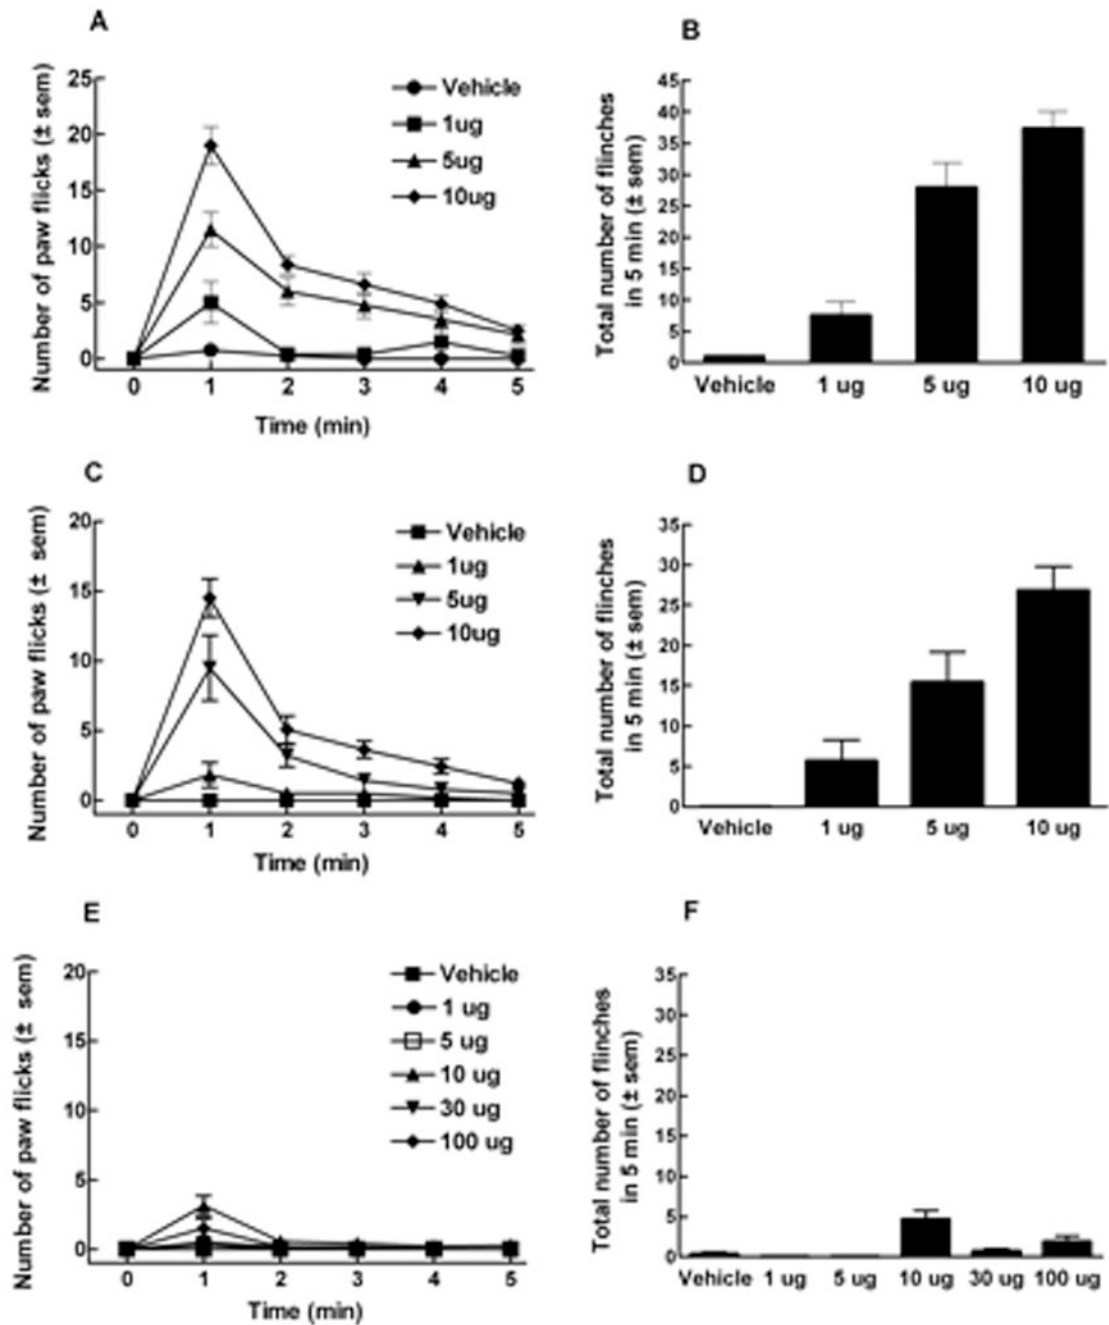 A
Number of paw flicks (± sem)
25
20
15
10
5
0
Vehicle
1ug
5ug
10ug
0 1 2 3 4 5
Time (min)
B
Total number of flinches
in 5 min (± sem)
45
40
35
30
25
20
15
10
5
0
Vehicle 1 ug 5 ug 10 ug
C
Number of paw flicks (± sem)
20
15
10
5
0
Vehicle
1ug
5ug
10ug
0 1 2 3 4 5
Time (min)
D
Total number of flinches
in 5 min (± sem)
35
30
25
20
15
10
5
0
Vehicle 1 ug 5 ug 10 ug
E
Number of paw flicks (± sem)
20
15
10
5
0
Vehicle
1 ug
5 ug
10 ug
30 ug
100 ug
0 1 2 3 4 5
Time (min)
F
Total number of flinches
in 5 min (± sem)
35
30
25
20
15
10
5
0
Vehicle 1 ug 5 ug 10 ug 30 ug 100 ug